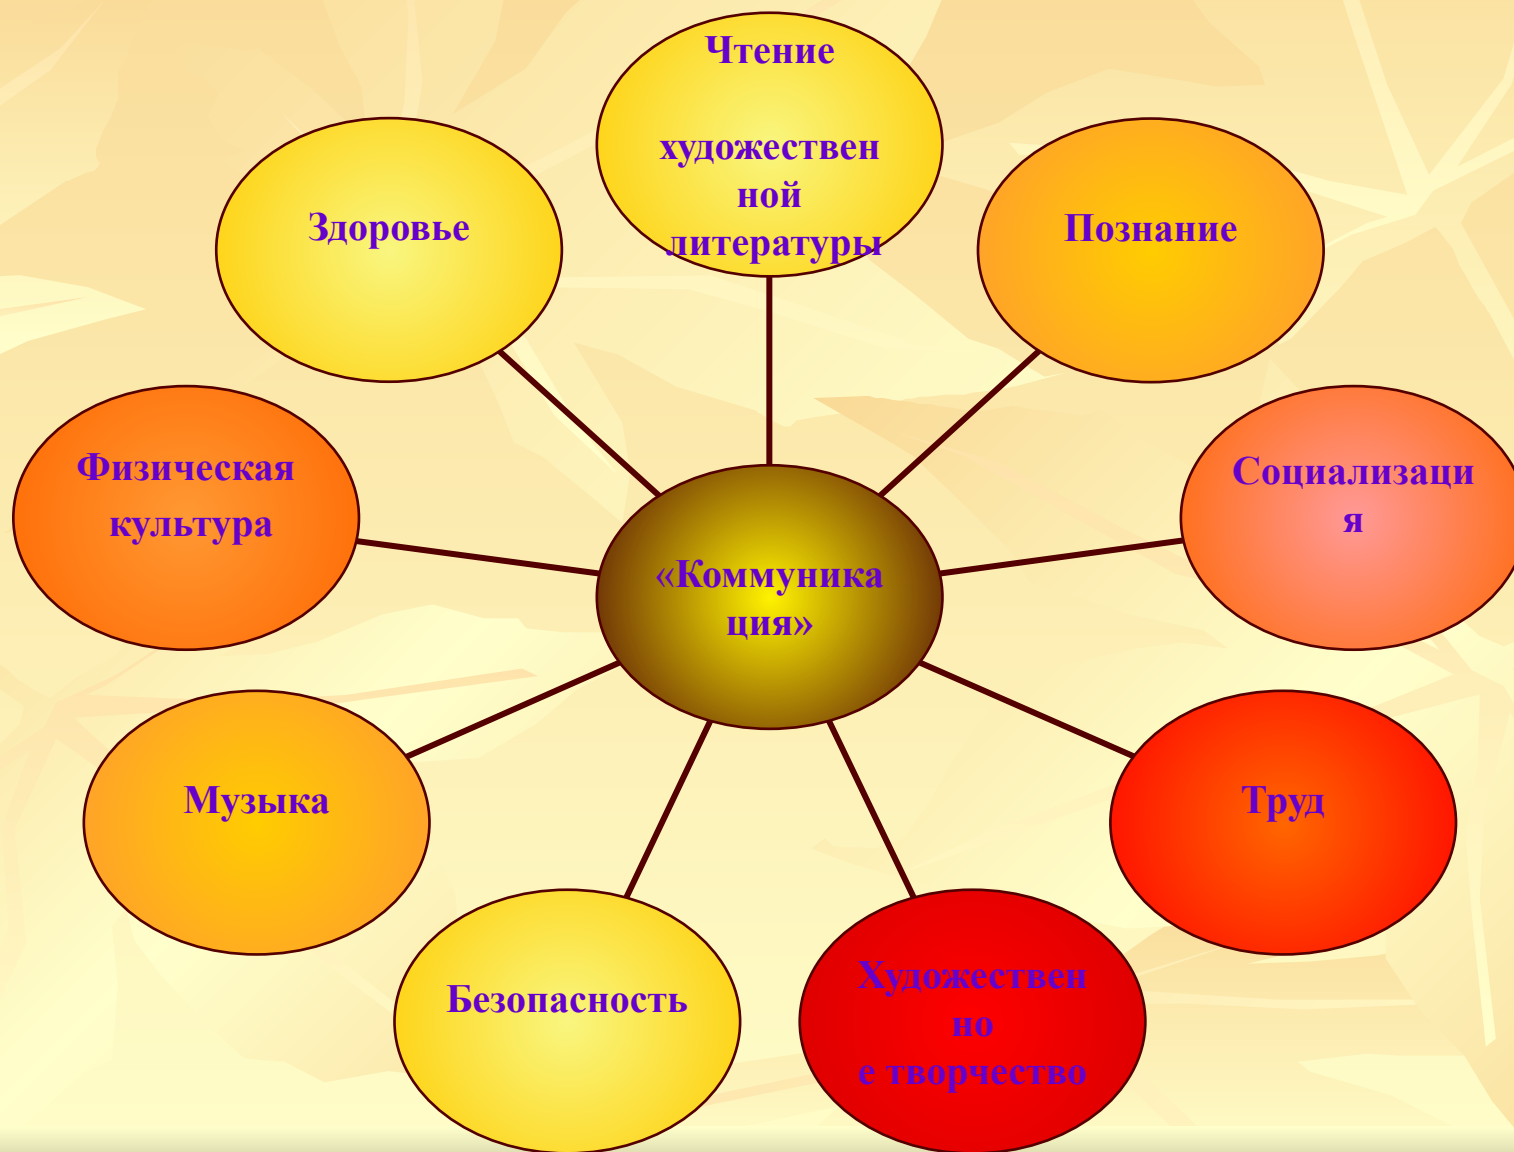 Чтение
художествен
ной
литературы
Здоровье
Познание
Физическая
культура
Социализаци
я
«Коммуника
ция»
Музыка
Труд
Безопасность
Художествен
но
е творчество